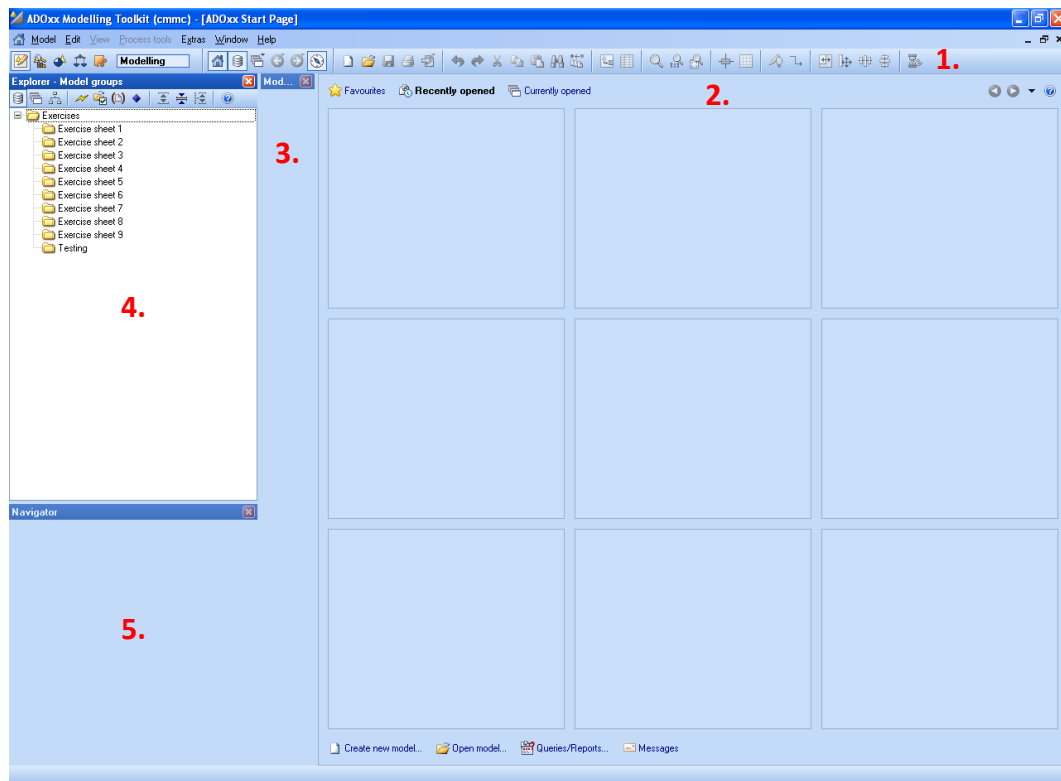 ADOxx Modelling Toolkit (cmmc) - [ADOxx Start Page]
Model Edit View Process tools Extras Window Help
Modelling
1.
Explorer - Model groups
Mod...
Favourites Recently opened Currently opened
2.
Exercises
Exercise sheet 1
Exercise sheet 2
Exercise sheet 3
Exercise sheet 4
Exercise sheet 5
Exercise sheet 6
Exercise sheet 7
Exercise sheet 8
Exercise sheet 9
Testing
3.
4.
Navigator
5.
Create new model... Open model... Queries/Reports... Messages